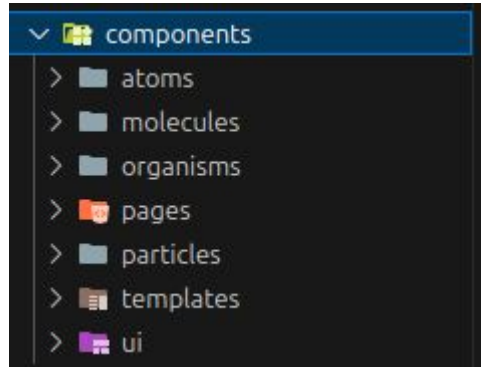 components
atoms
molecules
organisms
pages
particles
templates
ui